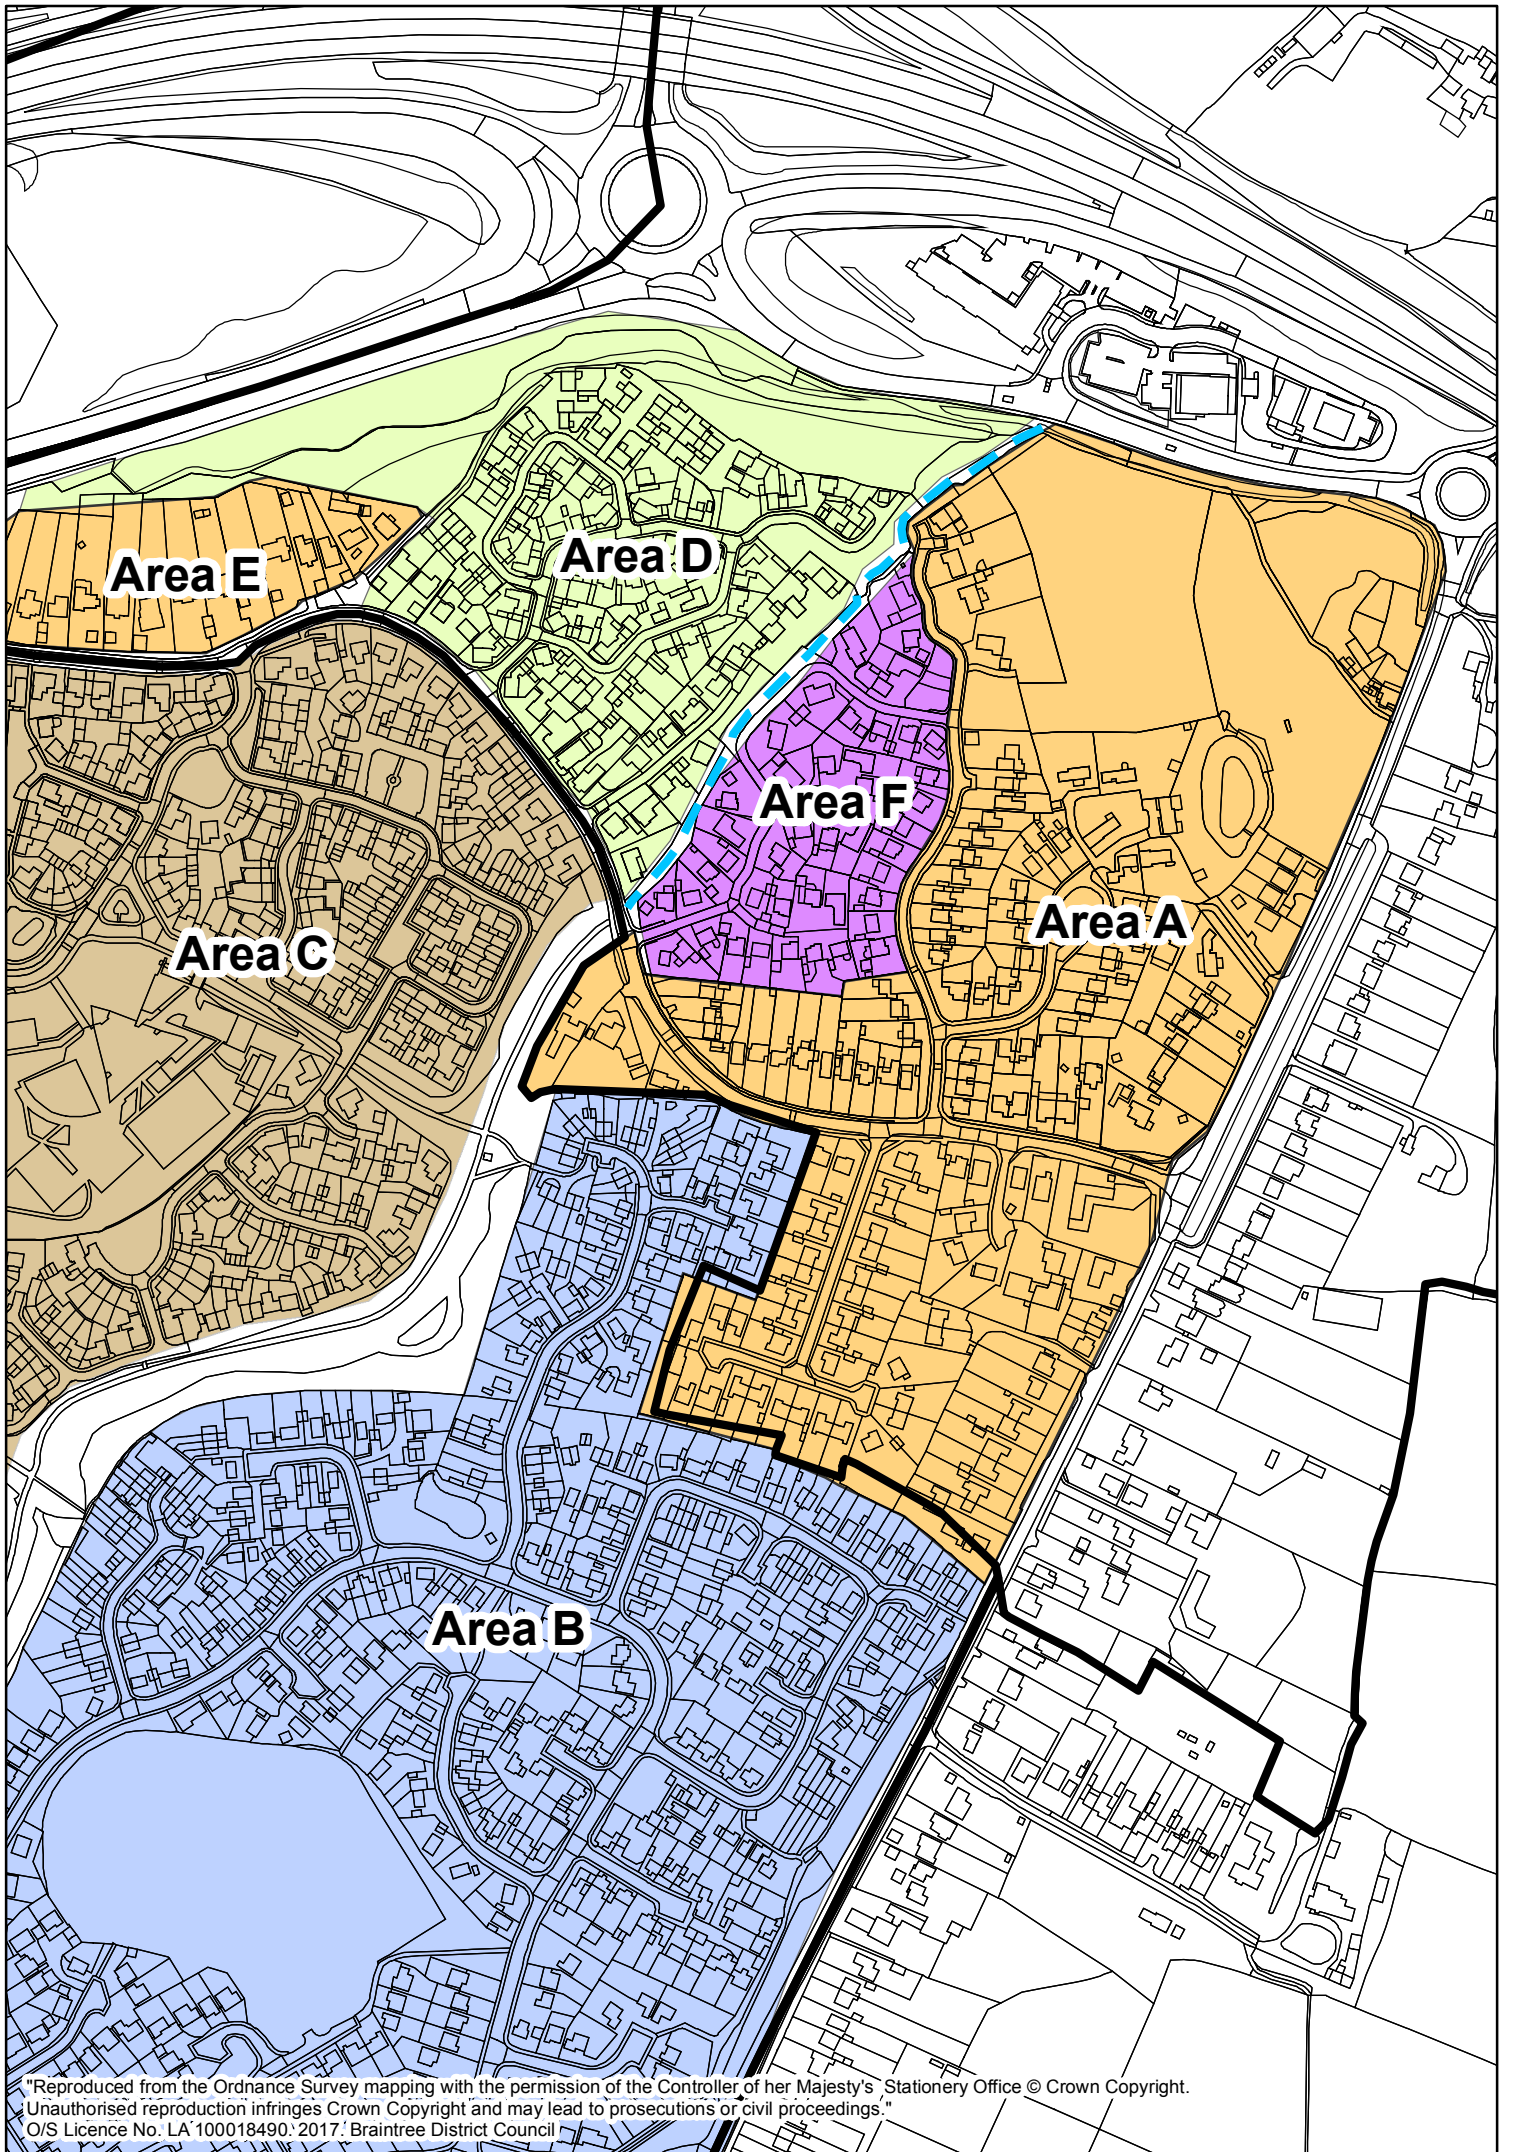 Area D
Area E
Area F
Area A
Area C
Area B
"Reproduced from the Ordnance Survey mapping with the permission of the Controller of her Majesty's Stationery Office © Crown Copyright.
Unauthorised reproduction infringes Crown Copyright and may lead to prosecutions or civil proceedings."
O/S Licence No. LA 100018490. 2017. Braintree District Council